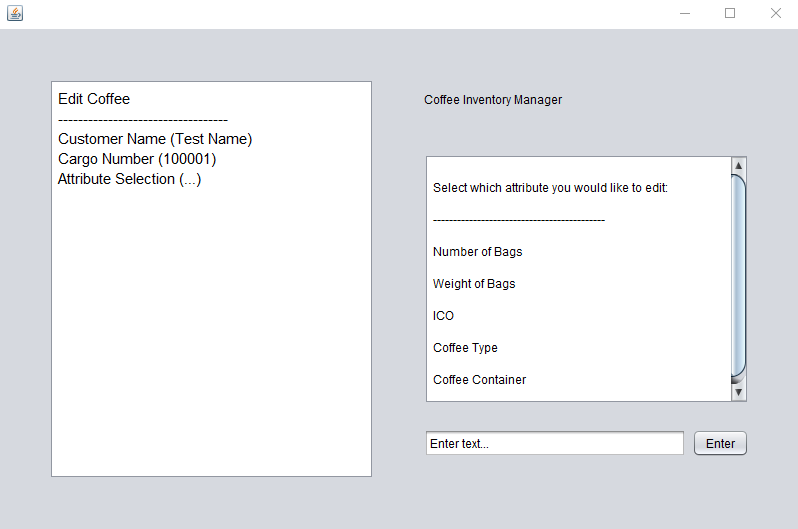 Edit Coffee
----------------------------------
Customer Name (Test Name)
Cargo Number (100001)
Attribute Selection (...)
Coffee Inventory Manager
Select which attribute you would like to edit:
-------------------------------------------
Number of Bags
Weight of Bags
ICO
Coffee Type
Coffee Container
Enter text...
Enter